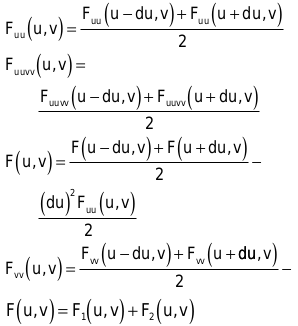 F_uu(u,v) = (F_uu(u−du,v)+F_uu(u+du,v))/2
F_uuvv(u,v) =
(F_uuvv(u−du,v)+F_uuvv(u+du,v))/2
F(u,v) = (F(u−du,v)+F(u+du,v))/2 −
((du)^2 F_uu(u,v))/2
F_vv(u,v) = (F_vv(u−du,v)+F_vv(u+du,v))/2 −
F(u,v) = F_1(u,v)+F_2(u,v)